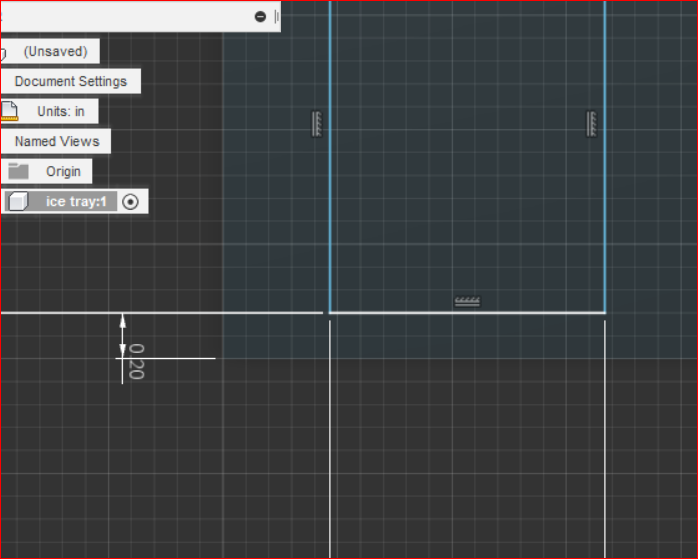 (Unsaved)
Document Settings
Units: in
Named Views
Origin
ice tray:1
0.20